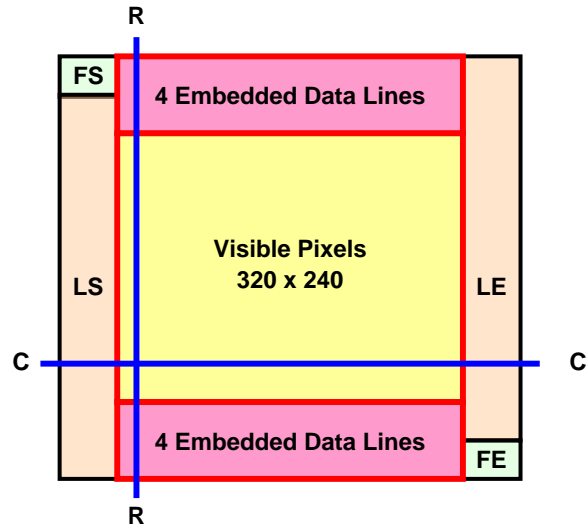 R
FS
4 Embedded Data Lines
Visible Pixels
320 x 240
LS
LE
C
C
4 Embedded Data Lines
FE
R